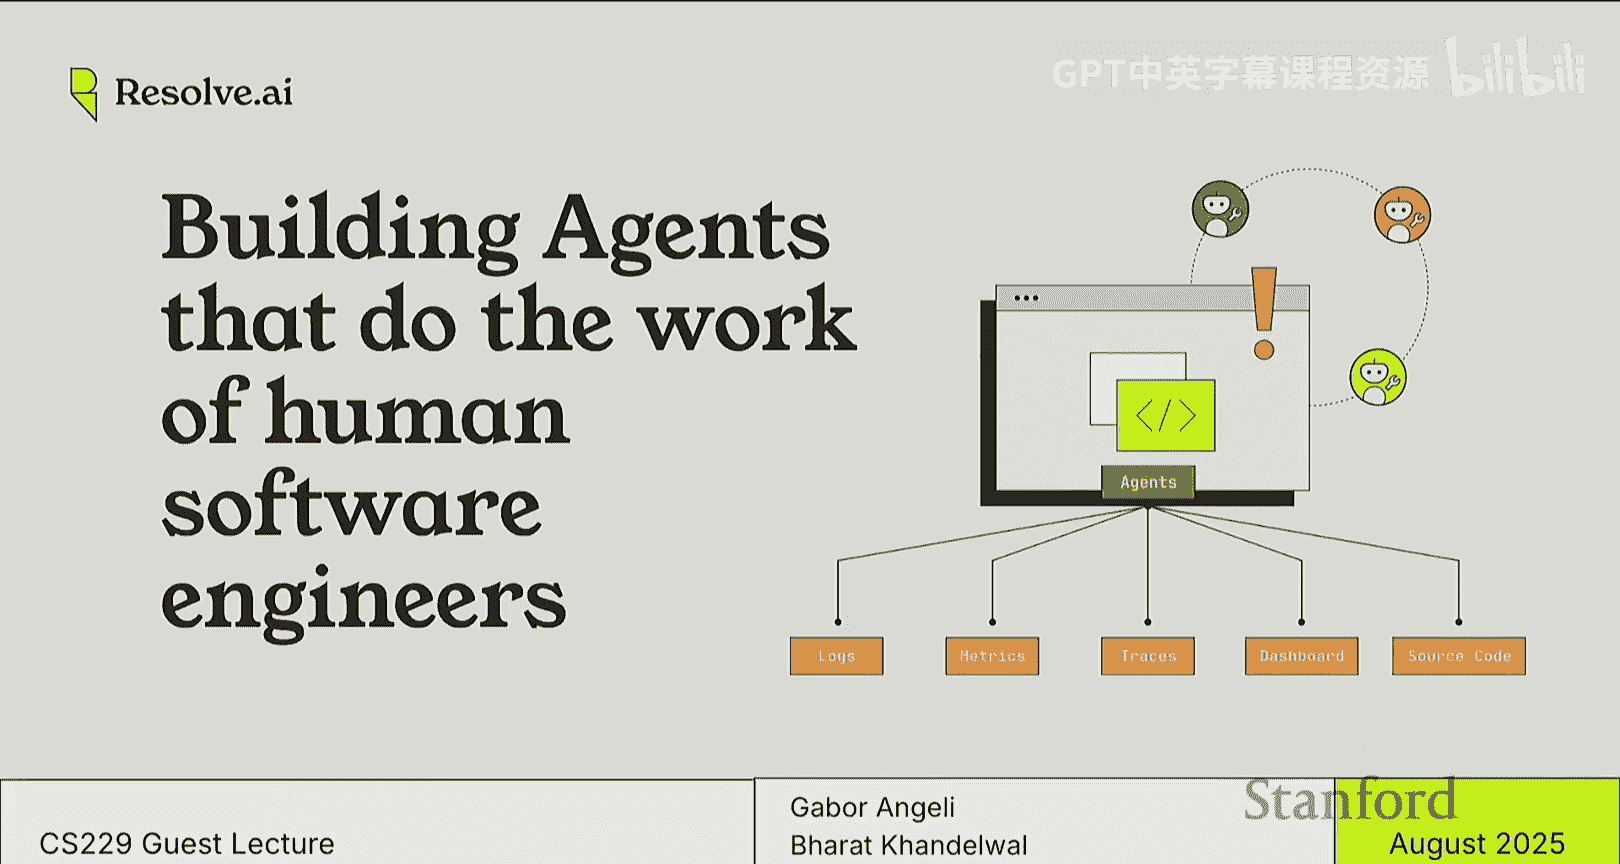 Resolve.ai
GPT中英字幕课程资源 bilibili
Building Agents
that do the work
of human
software
engineers
</>
Agents
Logs
Metrics
Traces
Dashboard
Source Code
CS229 Guest Lecture
Gabor Angeli
Bharat Khandelwal
Stanford
August 2025